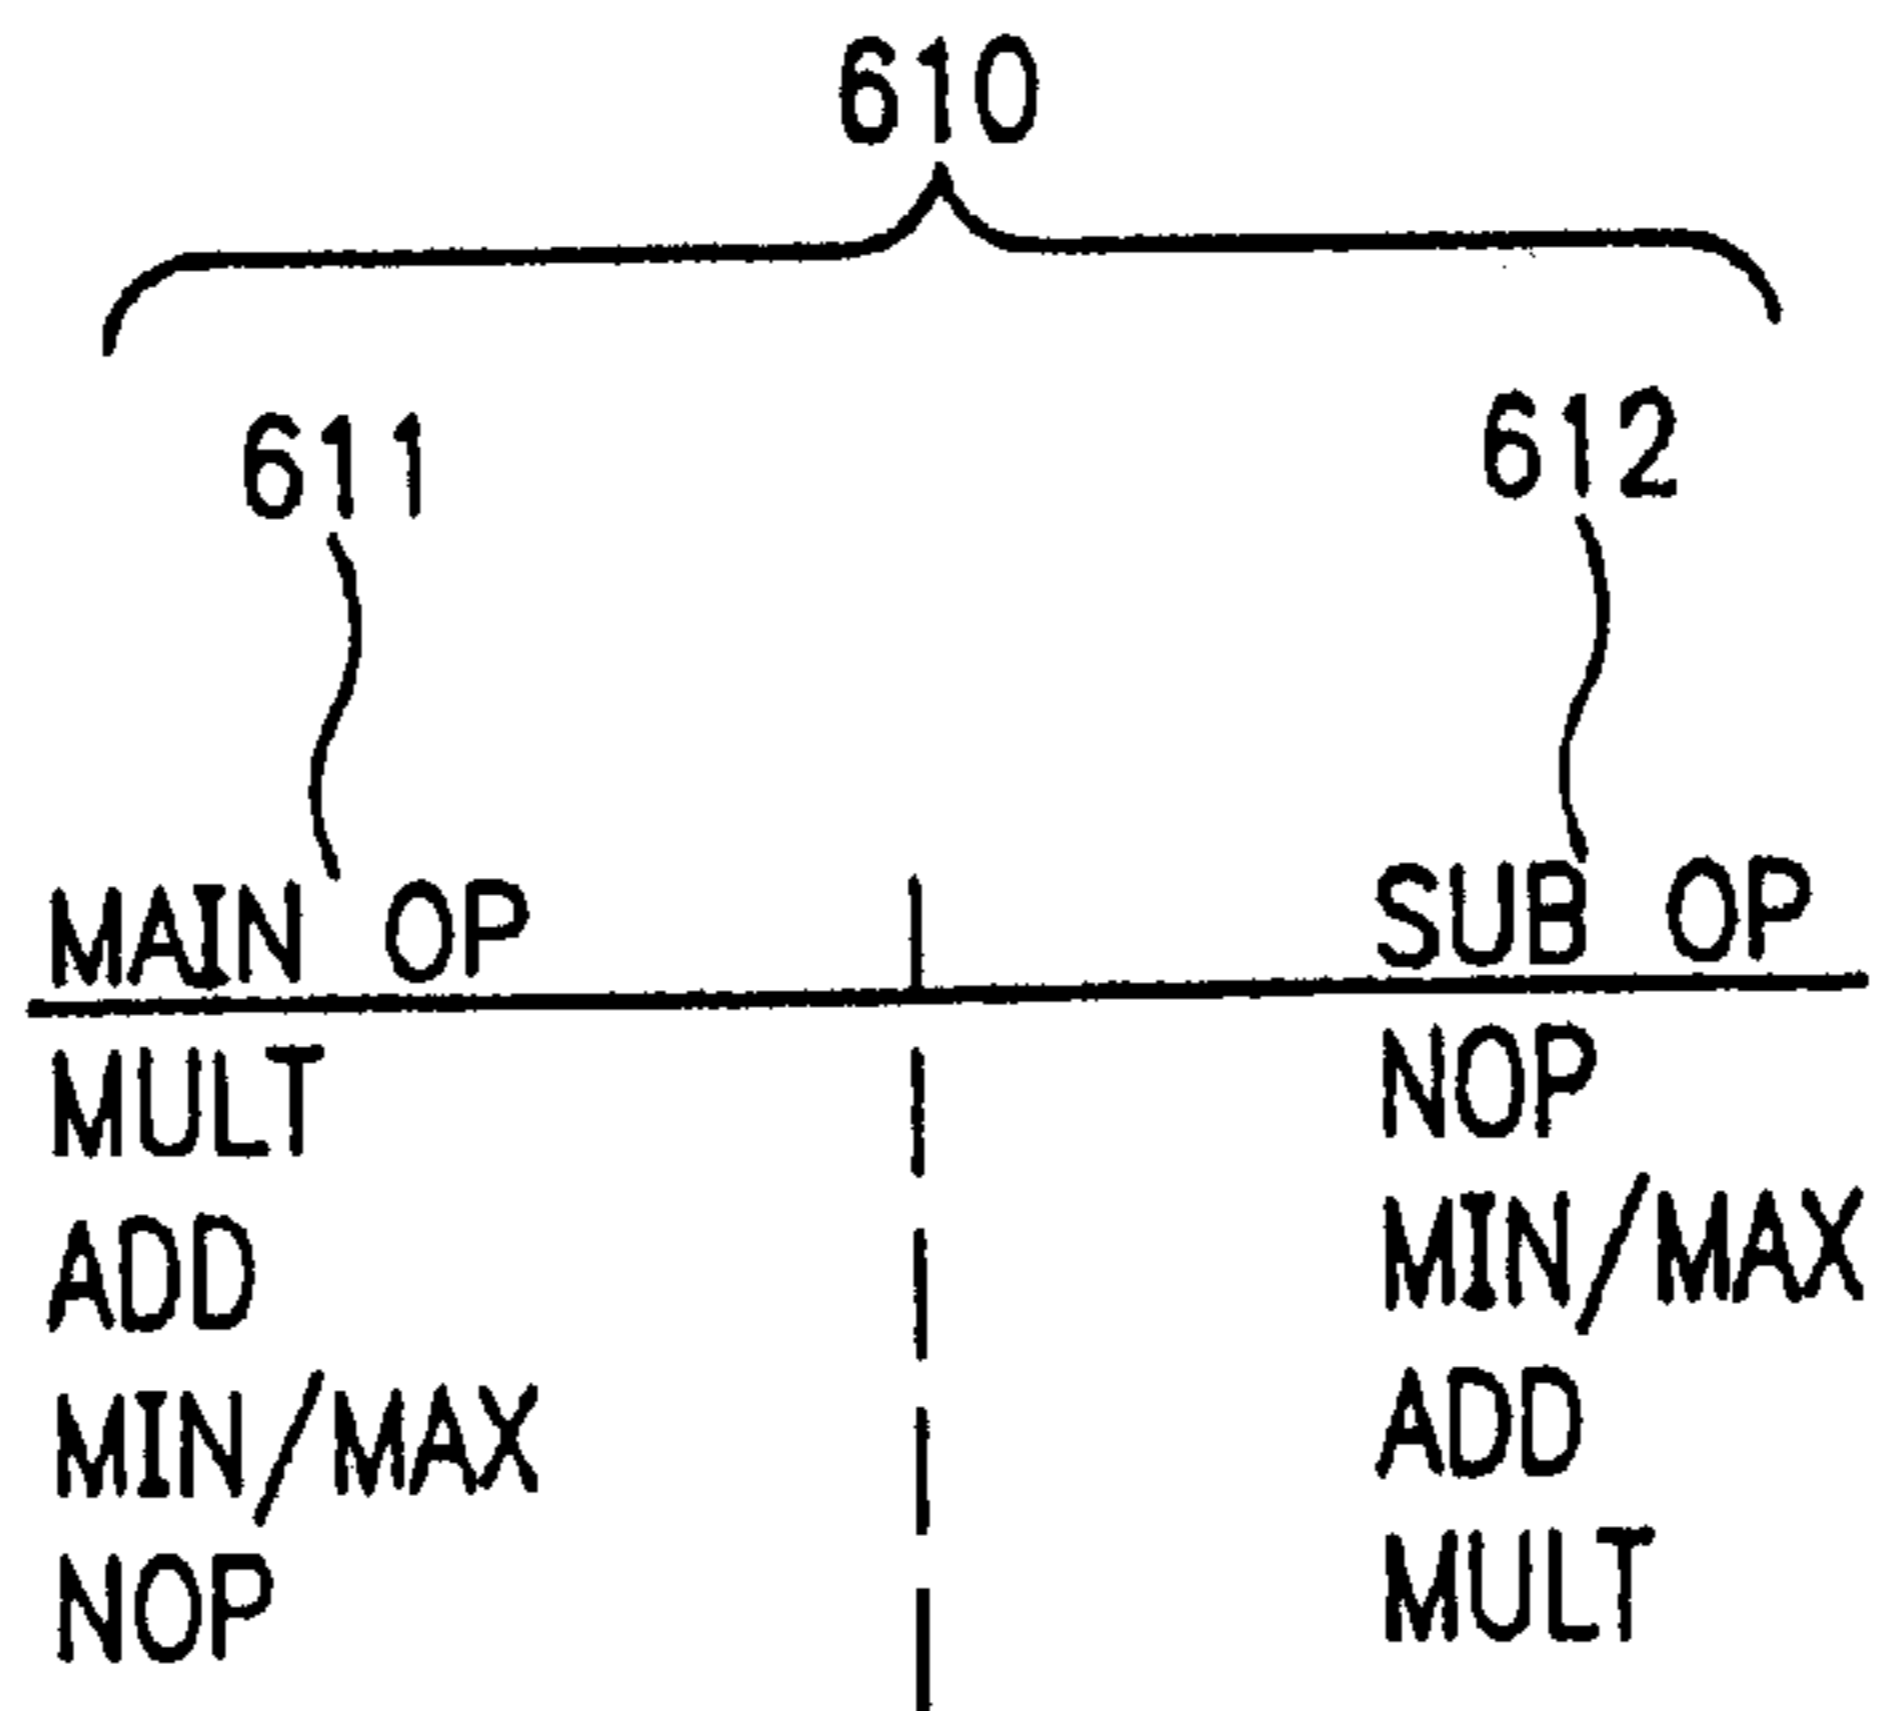 610
611 612
MAIN OP SUB OP
MULT NOP
ADD MIN/MAX
MIN/MAX ADD
NOP MULT